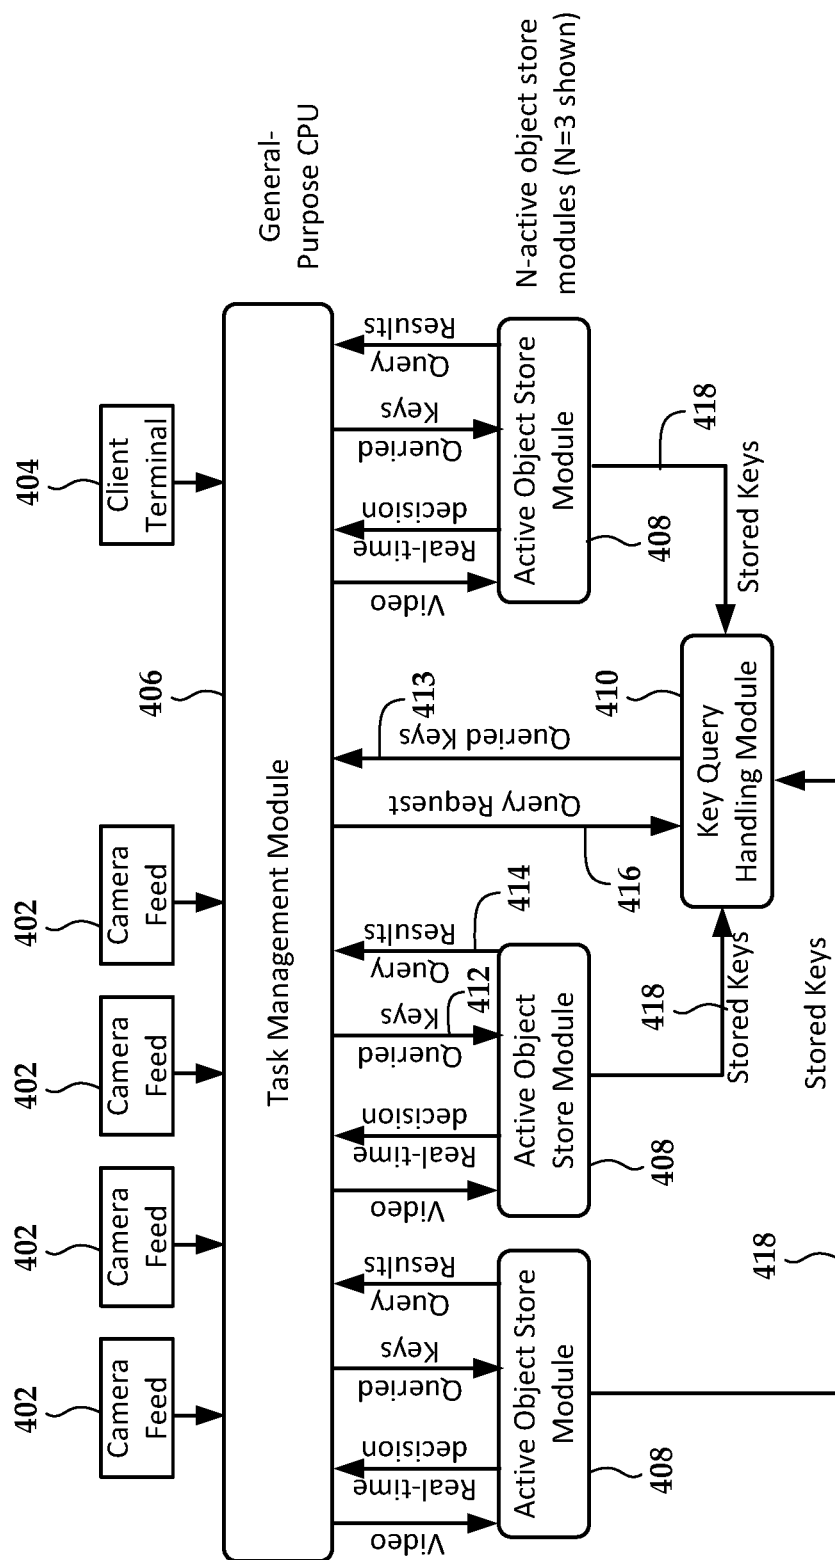 402
402
402
402
404
Camera
Feed
Camera
Feed
Camera
Feed
Camera
Feed
Client
Terminal
406
Task Management Module
General-
Purpose CPU
Video
Real-time
decision
Queried
Keys
Query
Results
Video
Real-time
decision
Queried
Keys
412
Query
Results
414
Query Request
416
Queried Keys
413
Video
Real-time
decision
Queried
Keys
Query
Results
Active Object Store
Module
408
Active Object
Store Module
408
Active Object Store
Module
408
N-active object store
modules (N=3 shown)
410
Key Query
Handling Module
418
Stored Keys
418
Stored Keys
418
Stored Keys